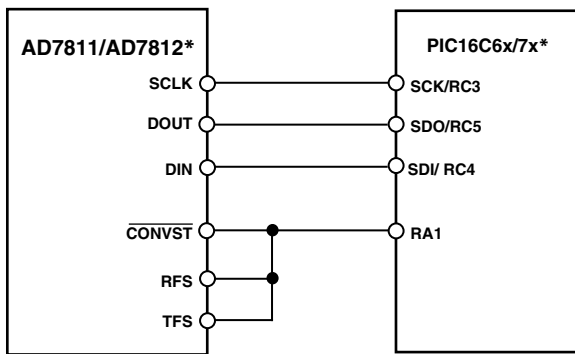 AD7811/AD7812*
PIC16C6x/7x*
SCLK
SCK/RC3
DOUT
SDO/RC5
DIN
SDI/ RC4
CONVST
RA1
RFS
TFS